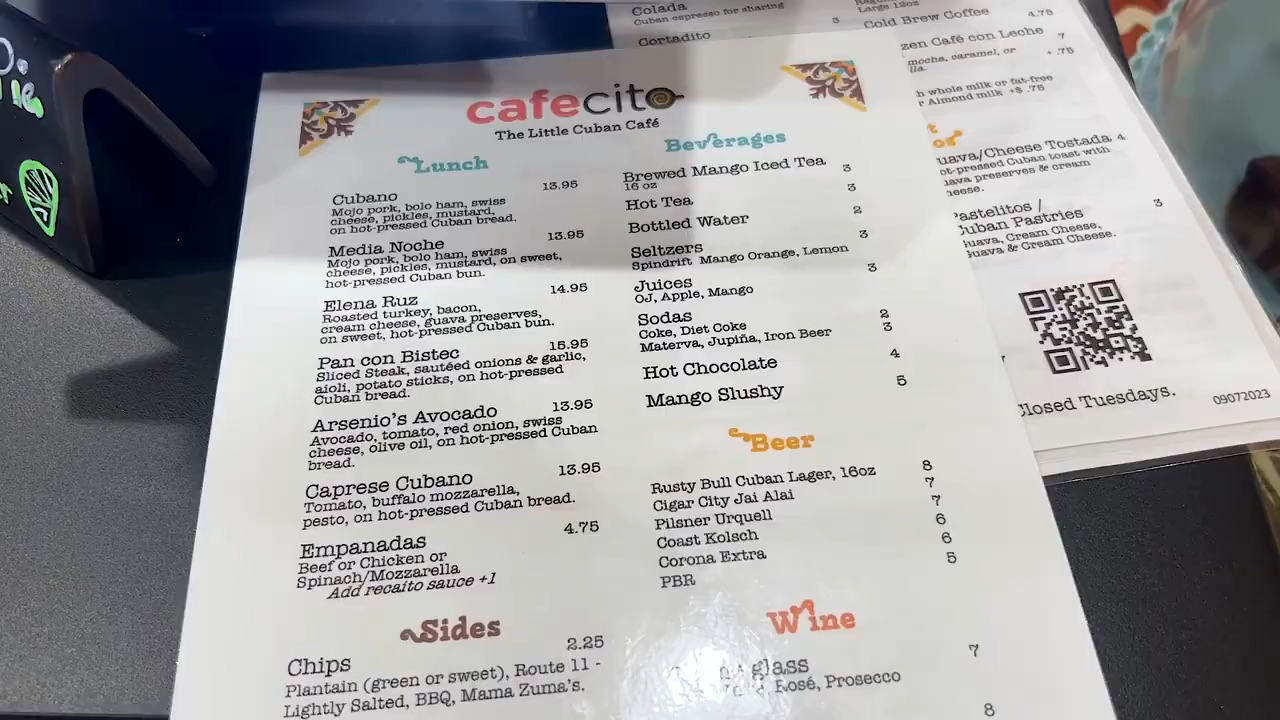 cafecito
The Little Cuban Café
Lunch
Cubano 13.95
Mojo pork, bolo ham, swiss
cheese, pickles, mustard,
on hot-pressed Cuban bread.
Media Noche 13.95
Mojo pork, bolo ham, swiss
cheese, pickles, mustard, on sweet,
hot-pressed Cuban bun.
Elena Ruz 14.95
Roasted turkey, bacon,
cream cheese, guava preserves,
on sweet, hot-pressed Cuban bun.
Pan con Bistec 15.95
Sliced Steak, sautéed onions & garlic,
aioli, potato sticks, on hot-pressed
Cuban bread.
Arsenio's Avocado 13.95
Avocado, tomato, red onion, swiss
cheese, olive oil, on hot-pressed Cuban
bread.
Caprese Cubano 13.95
Tomato, buffalo mozzarella,
pesto, on hot-pressed Cuban bread.
Empanadas 4.75
Beef or Chicken or
Spinach/Mozzarella
Add recaito sauce +1
Sides
Chips 2.25
Plantain (green or sweet), Route 11 -
Lightly Salted, BBQ, Mama Zuma's.
Beverages
Brewed Mango Iced Tea 3
16 oz
Hot Tea 3
Bottled Water 2
Seltzers 3
Spindrift Mango Orange, Lemon
Juices 3
OJ, Apple, Mango
Sodas
Coke, Diet Coke 2
Materva, Jupiña, Iron Beer 3
Hot Chocolate 4
Mango Slushy 5
Beer
Rusty Bull Cuban Lager, 16oz 8
Cigar City Jai Alai 7
Pilsner Urquell 7
Coast Kolsch 6
Corona Extra 6
PBR 5
Wine
glass 7
Rosé, Prosecco
8
Colada
Cuban espresso for sharing 3
Cortadito
Large 12oz
Cold Brew Coffee 4.75
zen Café con Leche 7
mocha, caramel, or + .75
lla.
h whole milk or fat-free
r Almond milk +$ .75
uava/Cheese Tostada 4
ot-pressed Cuban toast with
uava preserves & cream
heese.
Pastelitos / 3
Cuban Pastries
Guava, Cream Cheese,
Guava & Cream Cheese.
Closed Tuesdays.
09072023